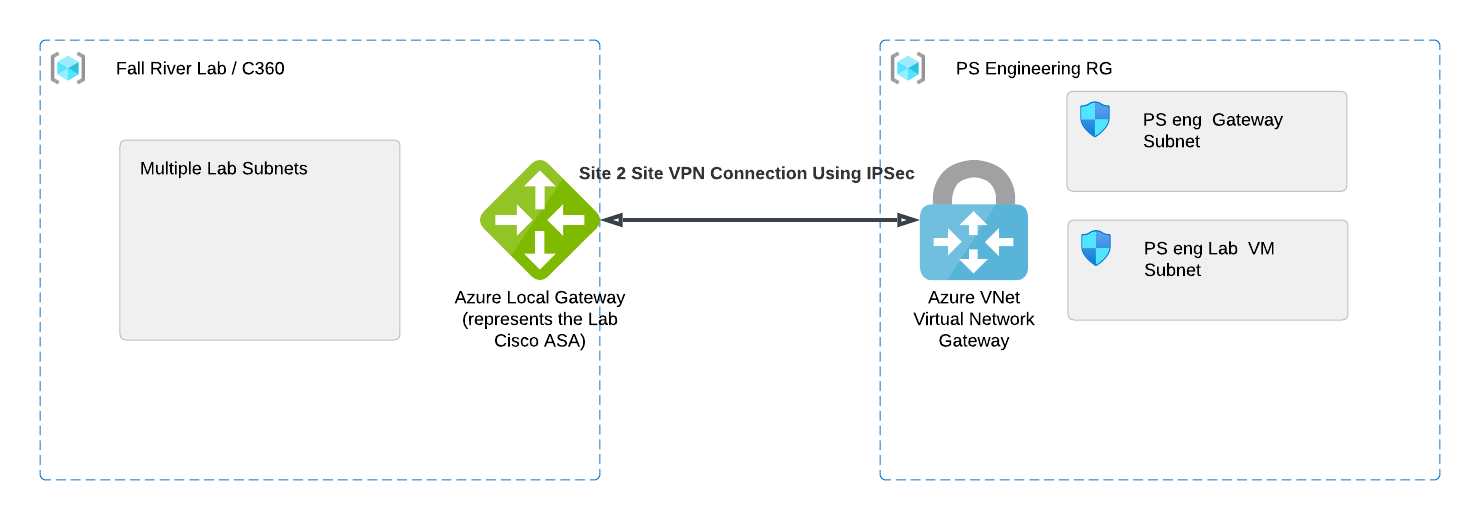 Fall River Lab / C360
Multiple Lab Subnets
Azure Local Gateway
(represents the Lab
Cisco ASA)
Site 2 Site VPN Connection Using IPSec
PS Engineering RG
PS eng  Gateway
Subnet
PS eng Lab  VM
Subnet
Azure VNet
Virtual Network
Gateway